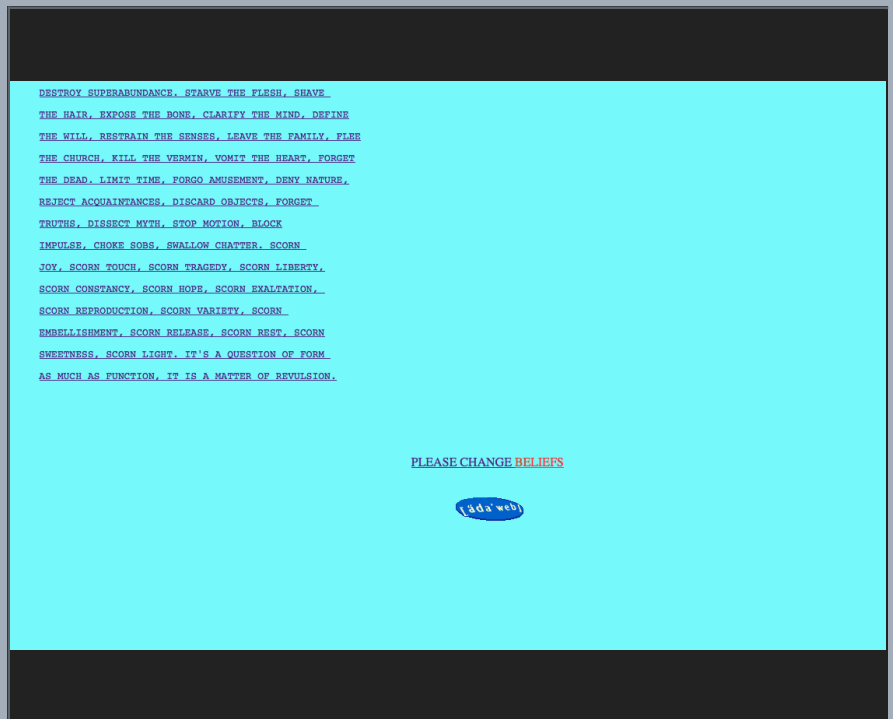 DESTROY SUPERABUNDANCE. STARVE THE FLESH, SHAVE
THE HAIR, EXPOSE THE BONE, CLARIFY THE MIND, DEFINE
THE WILL, RESTRAIN THE SENSES, LEAVE THE FAMILY, FLEE
THE CHURCH, KILL THE VERMIN, VOMIT THE HEART, FORGET
THE DEAD. LIMIT TIME, FORGO AMUSEMENT, DENY NATURE,
REJECT ACQUAINTANCES, DISCARD OBJECTS, FORGET
TRUTHS, DISSECT MYTH, STOP MOTION, BLOCK
IMPULSE, CHOKE SOBS, SWALLOW CHATTER. SCORN
JOY, SCORN TOUCH, SCORN TRAGEDY, SCORN LIBERTY,
SCORN CONSTANCY, SCORN HOPE, SCORN EXALTATION,
SCORN REPRODUCTION, SCORN VARIETY, SCORN
EMBELLISHMENT, SCORN RELEASE, SCORN REST, SCORN
SWEETNESS, SCORN LIGHT. IT'S A QUESTION OF FORM
AS MUCH AS FUNCTION, IT IS A MATTER OF REVULSION.
PLEASE CHANGE BELIEFS
[äda'web]